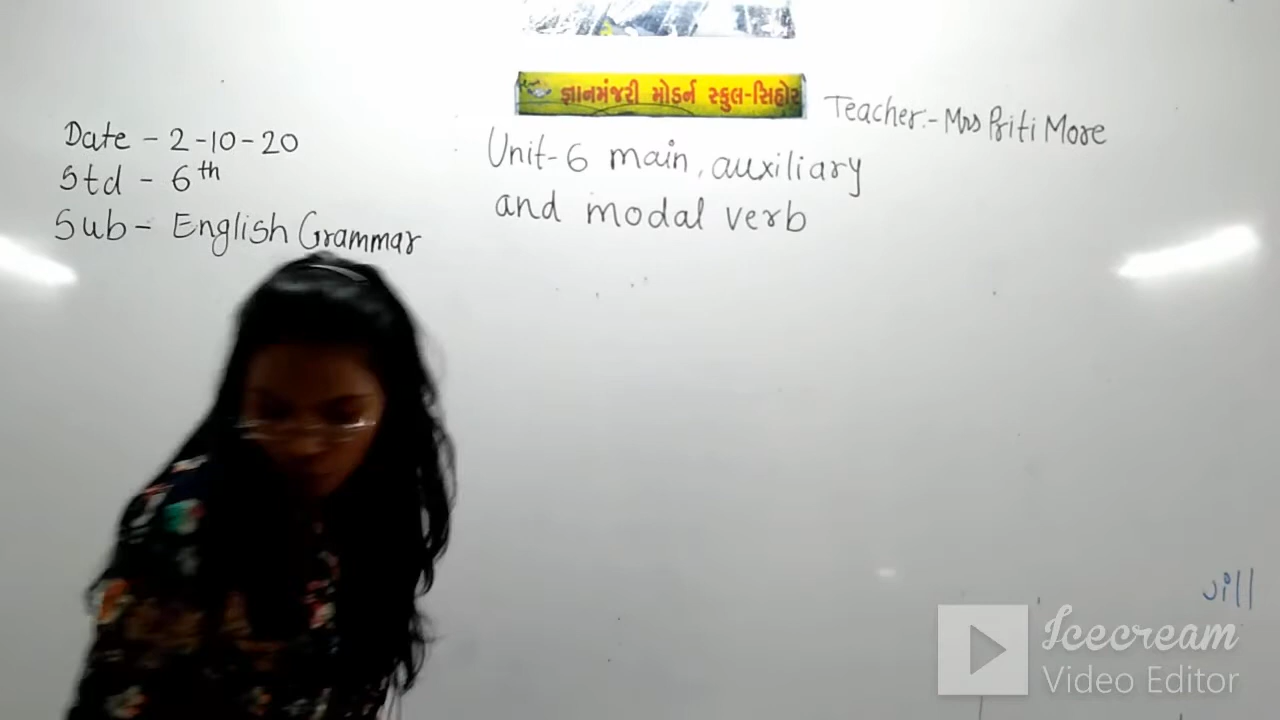 જ્ઞાનમંજરી મોડર્ન સ્કુલ-સિહોર
Teacher:- Mrs Priti More
Date - 2-10-20
Std - 6th
Sub- English Grammar
Unit-6 main, auxiliary
and modal verb
Icecream
Video Editor